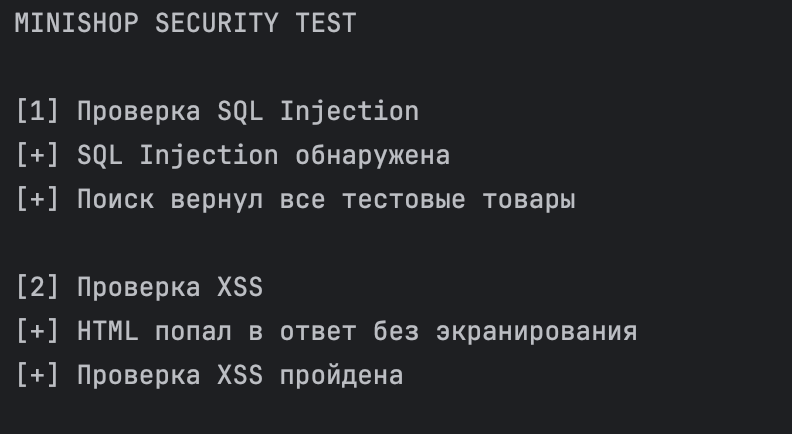 MINISHOP SECURITY TEST
[1] Проверка SQL Injection
[+] SQL Injection обнаружена
[+] Поиск вернул все тестовые товары
[2] Проверка XSS
[+] HTML попал в ответ без экранирования
[+] Проверка XSS пройдена